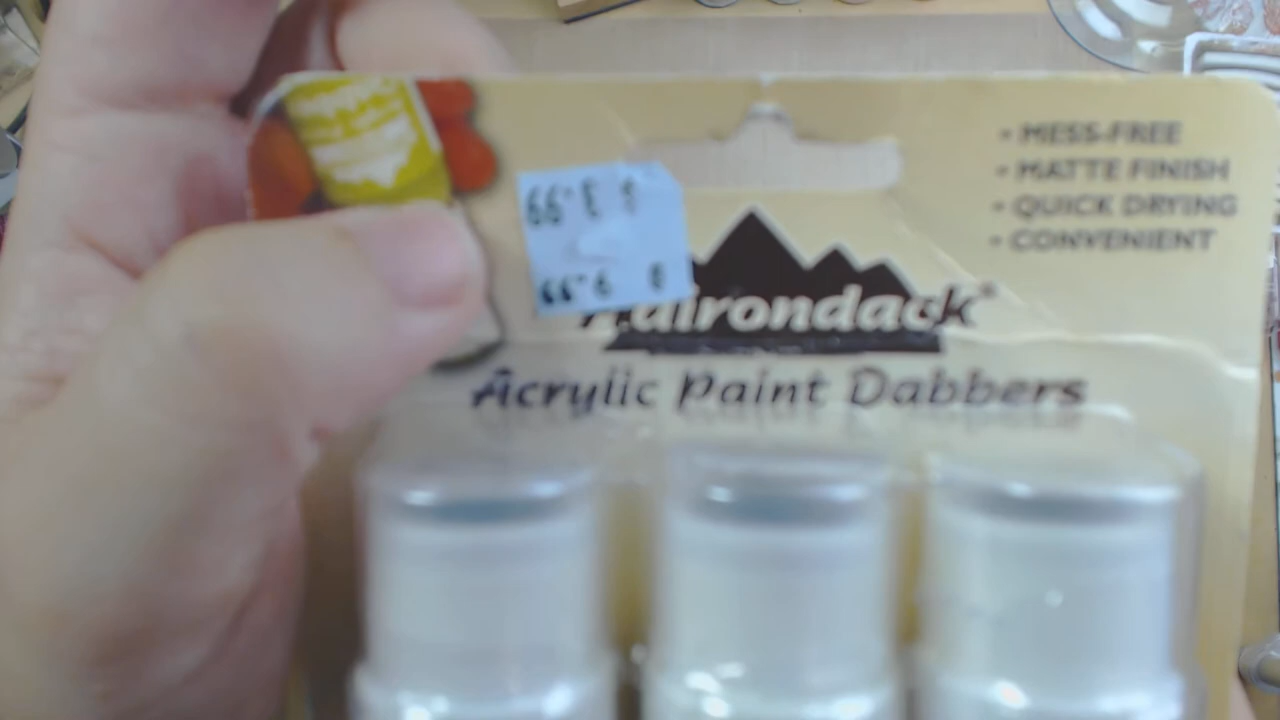 • MESS-FREE
• MATTE FINISH
• QUICK DRYING
• CONVENIENT
Adirondack®
Acrylic Paint Dabbers